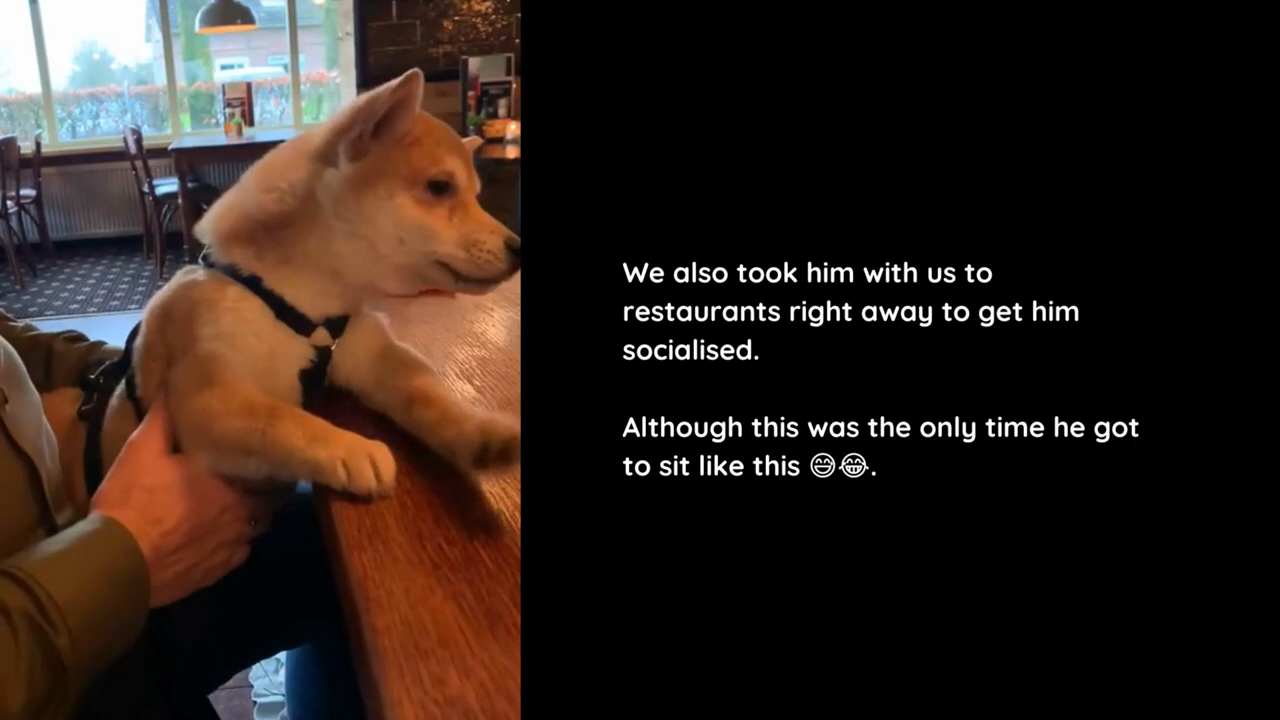 We also took him with us to
restaurants right away to get him
socialised.
Although this was the only time he got
to sit like this 😅😂.